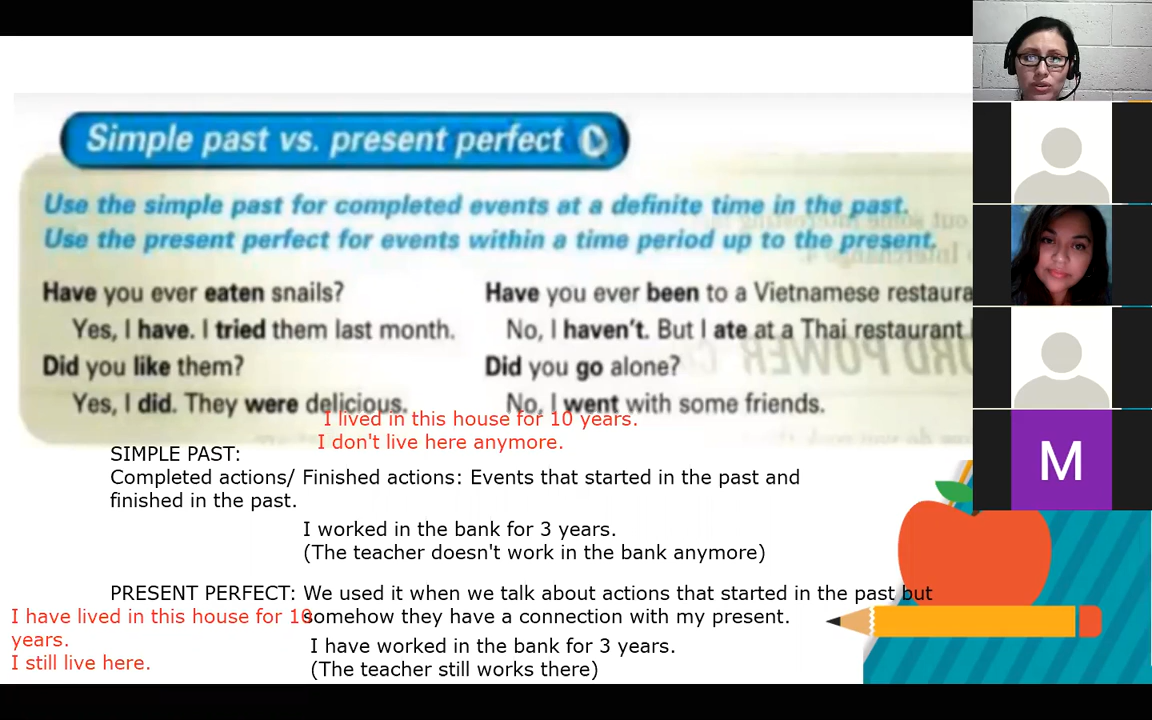 Simple past vs. present perfect
Use the simple past for completed events at a definite time in the past.
Use the present perfect for events within a time period up to the present.
Have you ever eaten snails?
Yes, I have. I tried them last month.
Did you like them?
Yes, I did. They were delicious.
Have you ever been to a Vietnamese restaura
No, I haven't. But I ate at a Thai restaurant
Did you go alone?
No, I went with some friends.
I lived in this house for 10 years.
I don't live here anymore.
SIMPLE PAST:
Completed actions/ Finished actions: Events that started in the past and
finished in the past.
I worked in the bank for 3 years.
(The teacher doesn't work in the bank anymore)
PRESENT PERFECT: We used it when we talk about actions that started in the past but
somehow they have a connection with my present.
I have lived in this house for 10
years.
I still live here.
I have worked in the bank for 3 years.
(The teacher still works there)
M